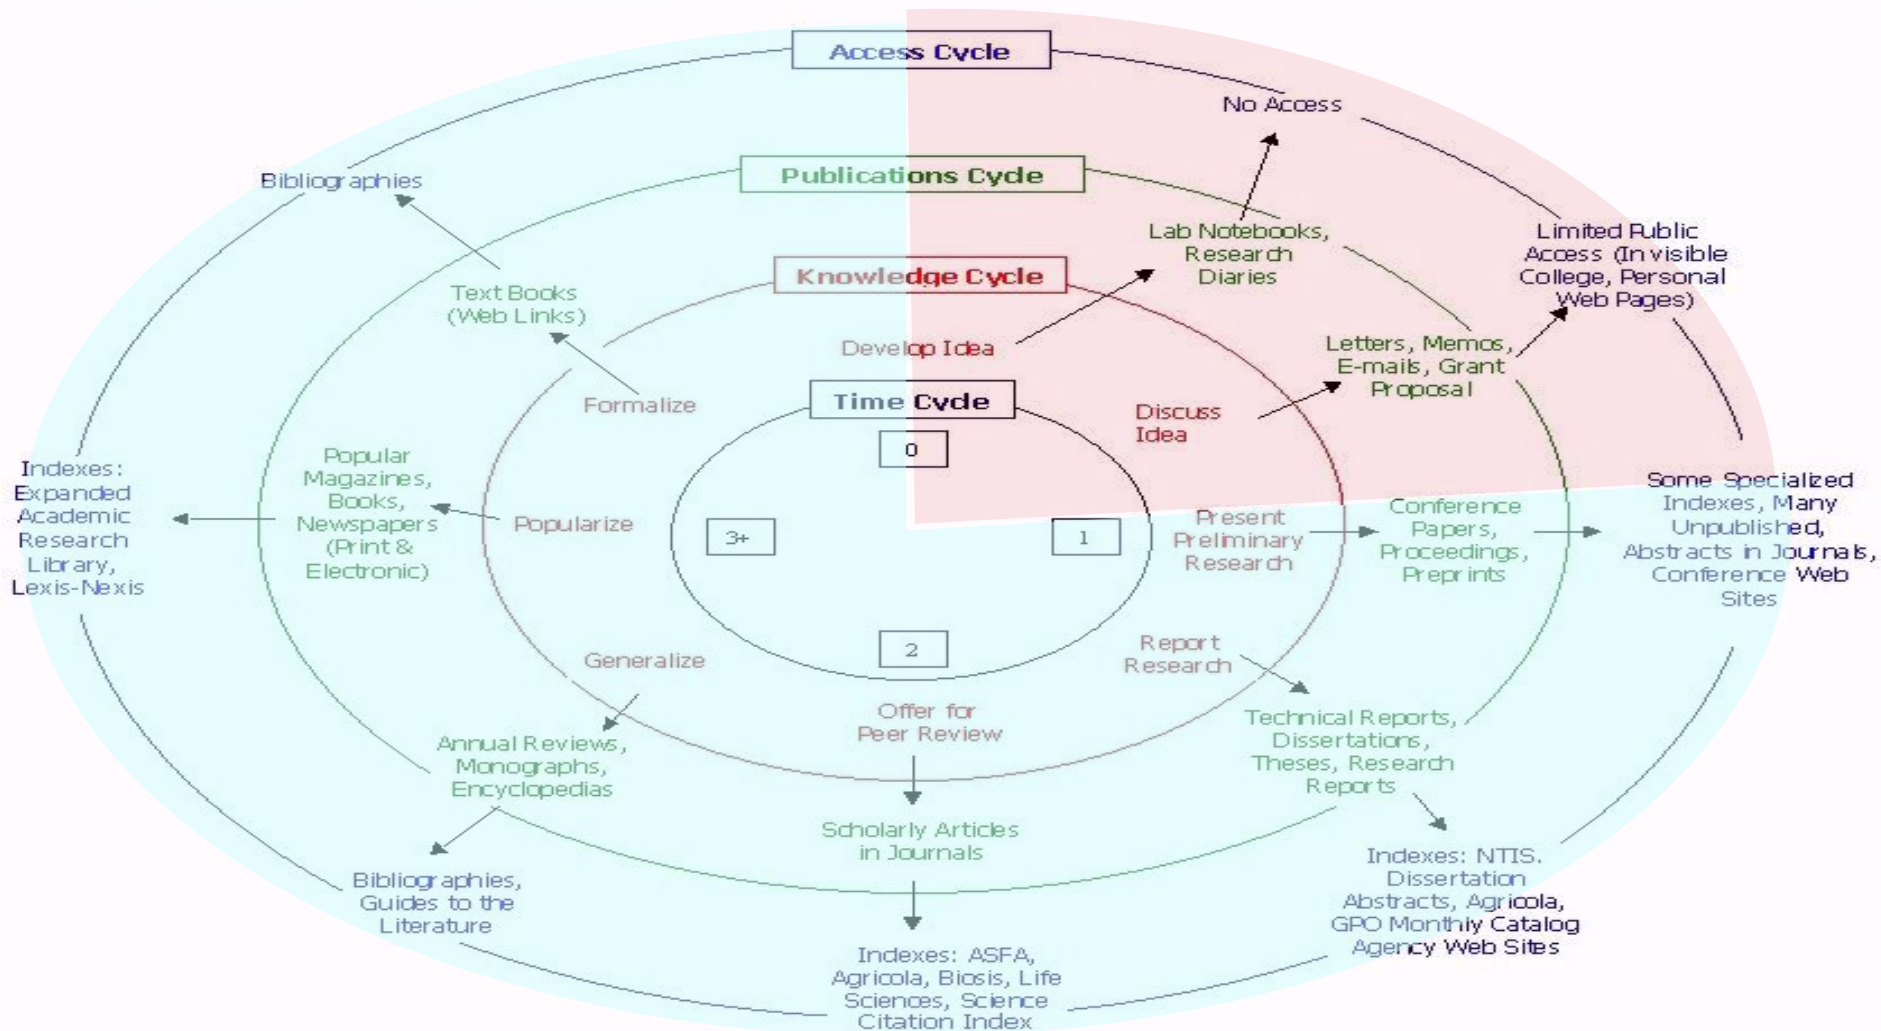 Access Cycle
No Access
Publications Cycle
Bibliographies
Lab Notebooks,
Research
Diaries
Limited Public
Access (Invisible
College, Personal
Web Pages)
Knowledge Cycle
Text Books
(Web Links)
Develop Idea
Letters, Memos,
E-mails, Grant
Proposal
Formalize
Time Cycle
Discuss
Idea
0
Popular
Magazines,
Books,
Newspapers
(Print &
Electronic)
Indexes:
Expanded
Academic
Research
Library,
Lexis-Nexis
Popularize
3+
1
Present
Preliminary
Research
Conference
Papers,
Proceedings,
Preprints
Some Specialized
Indexes, Many
Unpublished,
Abstracts in Journals,
Conference Web
Sites
2
Generalize
Report
Research
Offer for
Peer Review
Annual Reviews,
Monographs,
Encyclopedias
Technical Reports,
Dissertations,
Theses, Research
Reports
Scholarly Articles
in Journals
Bibliographies,
Guides to the
Literature
Indexes: NTIS.
Dissertation
Abstracts, Agricola,
GPO Monthly Catalog
Agency Web Sites
Indexes: ASFA,
Agricola, Biosis, Life
Sciences, Science
Citation Index